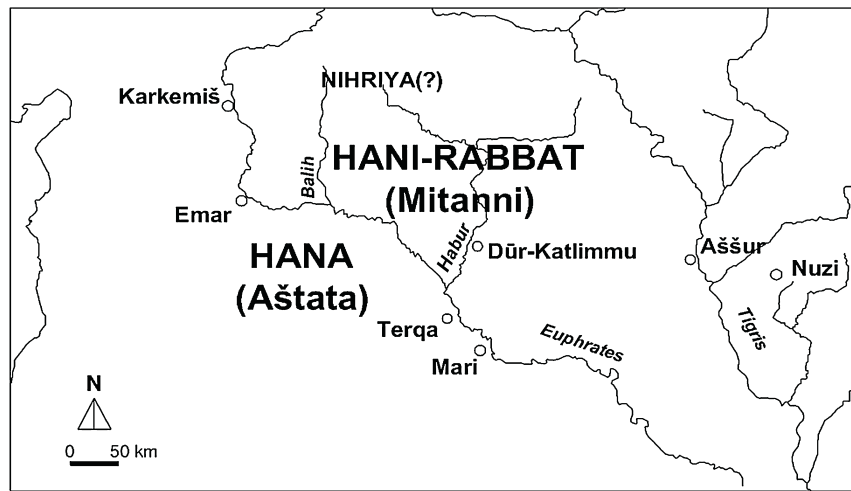 NIHRIYA(?)
Karkemiš
HANI-RABBAT
(Mitanni)
Balih
Emar
Habur
HANA
(Aštata)
Dūr-Katlimmu
Aššur
Nuzi
Terqa
Mari
Euphrates
Tigris
N
0 50 km